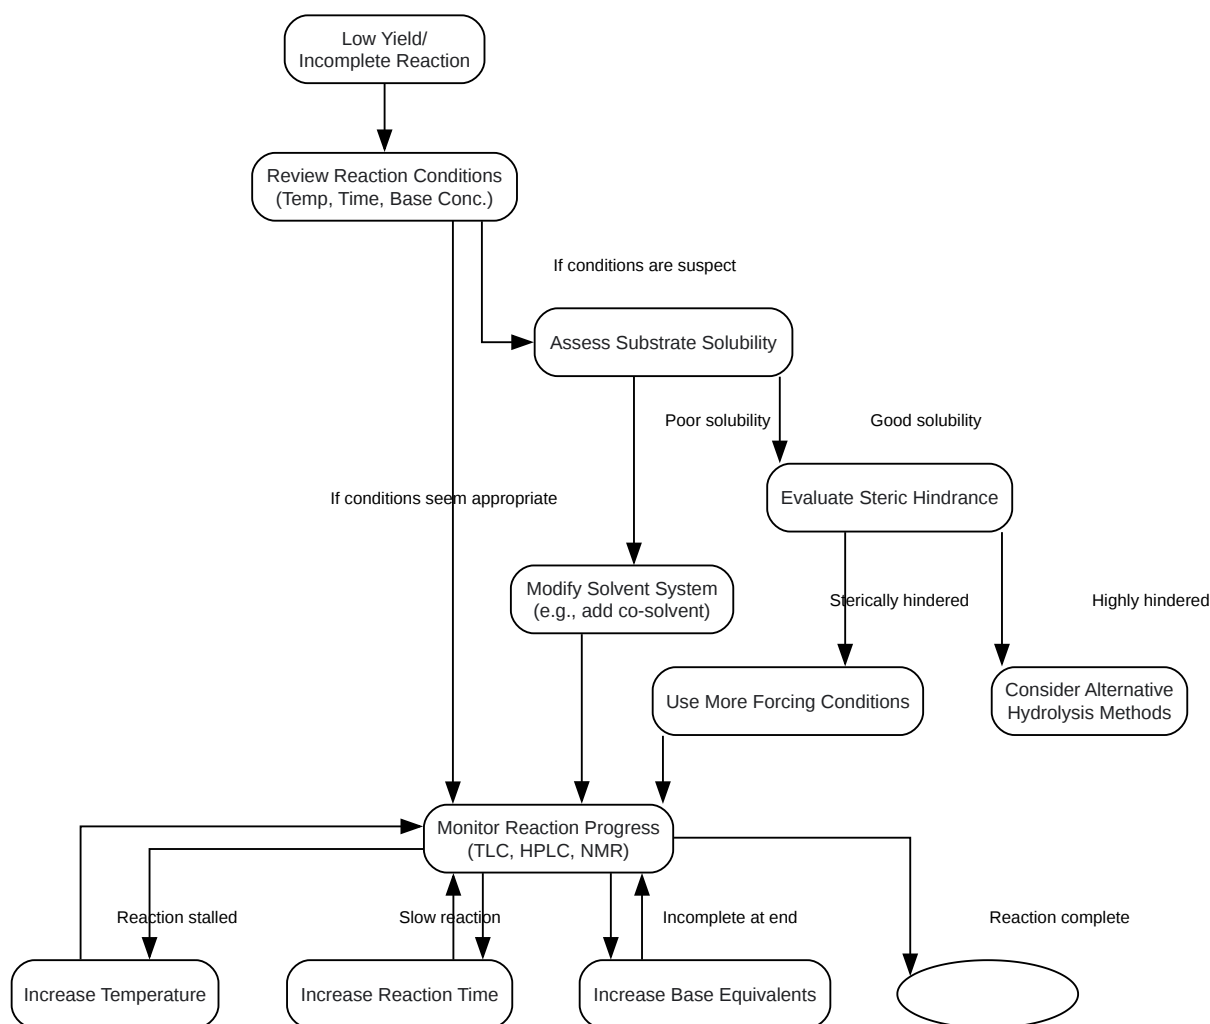 Low Yield/
Incomplete Reaction
Review Reaction Conditions
(Temp, Time, Base Conc.)
If conditions are suspect
Assess Substrate Solubility
Poor solubility
Good solubility
If conditions seem appropriate
Evaluate Steric Hindrance
Modify Solvent System
(e.g., add co-solvent)
Sterically hindered
Highly hindered
Use More Forcing Conditions
Consider Alternative
Hydrolysis Methods
Monitor Reaction Progress
(TLC, HPLC, NMR)
Reaction stalled
Slow reaction
Incomplete at end
Reaction complete
Increase Temperature
Increase Reaction Time
Increase Base Equivalents